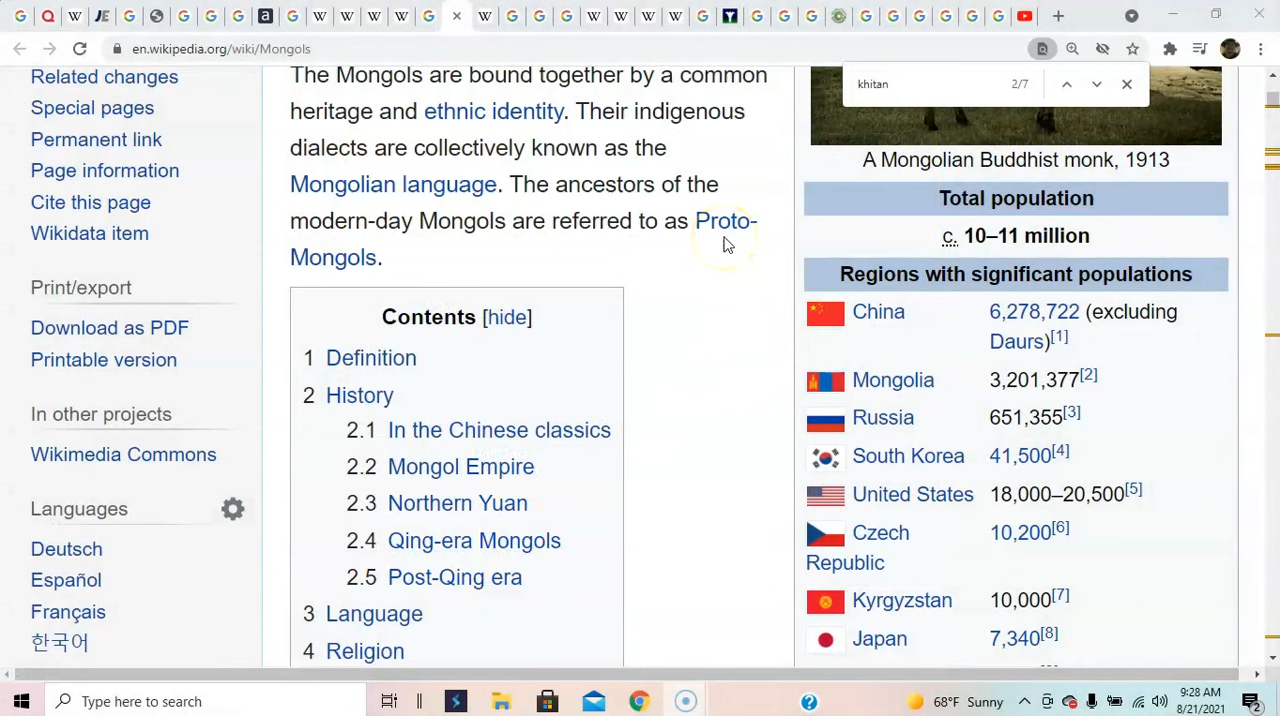 en.wikipedia.org/wiki/Mongols
khitan 2/7
Related changes
Special pages
Permanent link
Page information
Cite this page
Wikidata item
Print/export
Download as PDF
Printable version
In other projects
Wikimedia Commons
Languages
Deutsch
Español
Français
한국어
The Mongols are bound together by a common
heritage and ethnic identity. Their indigenous
dialects are collectively known as the
Mongolian language. The ancestors of the
modern-day Mongols are referred to as Proto-
Mongols.
Contents [hide]
1 Definition
2 History
2.1 In the Chinese classics
2.2 Mongol Empire
2.3 Northern Yuan
2.4 Qing-era Mongols
2.5 Post-Qing era
3 Language
4 Religion
A Mongolian Buddhist monk, 1913
Total population
c. 10–11 million
Regions with significant populations
China 6,278,722 (excluding
Daurs)[1]
Mongolia 3,201,377[2]
Russia 651,355[3]
South Korea 41,500[4]
United States 18,000–20,500[5]
Czech 10,200[6]
Republic
Kyrgyzstan 10,000[7]
Japan 7,340[8]
Type here to search
68°F Sunny
9:28 AM
8/21/2021
2